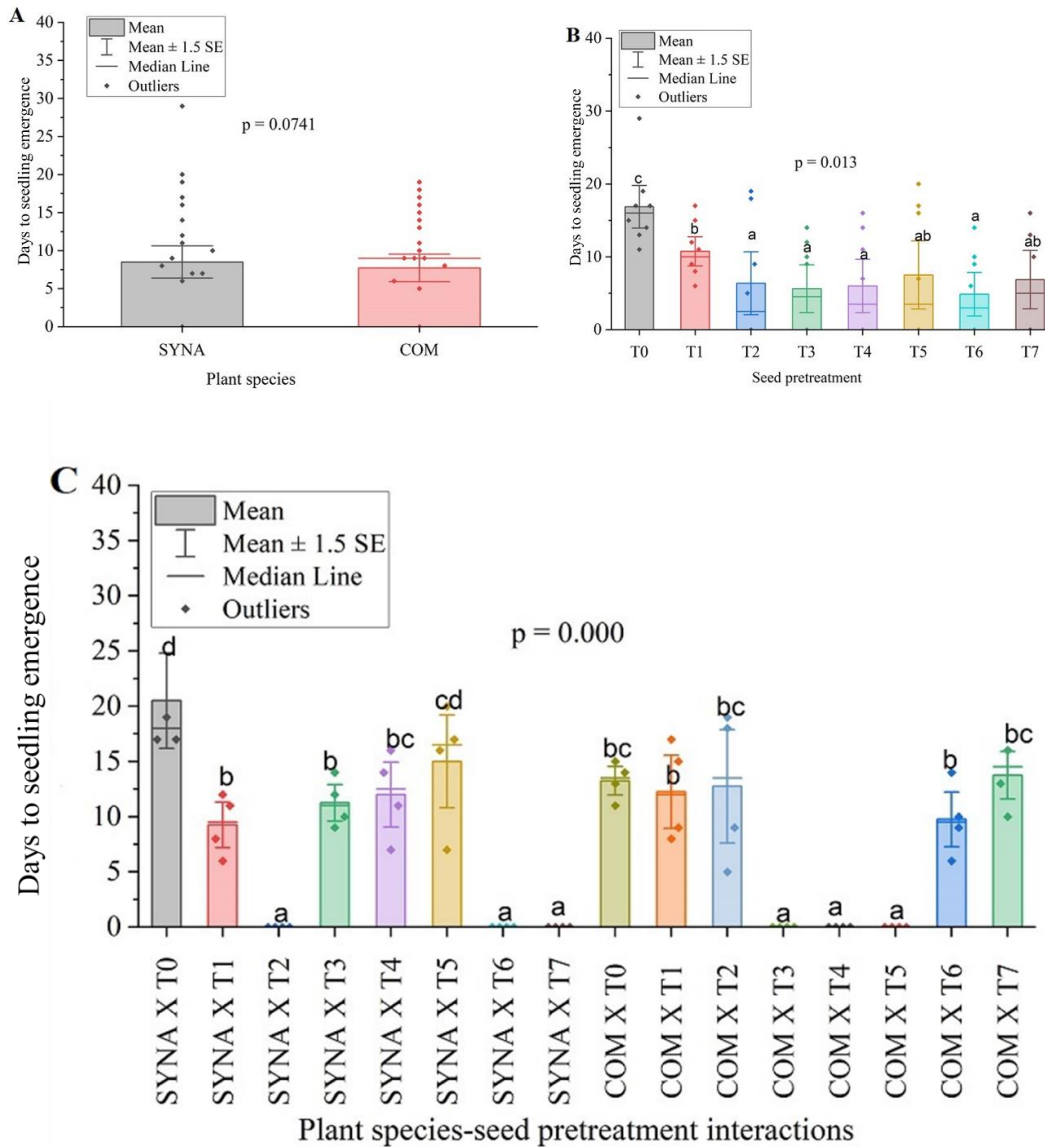 A
Days to seedling emergence
40
35
30
25
20
15
10
5
0
Mean
Mean ± 1.5 SE
Median Line
Outliers
p = 0.0741
SYNA
COM
Plant species
B
Days to seedling emergence
40
30
20
10
0
Mean
Mean ± 1.5 SE
Median Line
Outliers
p = 0.013
c
b
a
a
a
ab
a
ab
T0 T1 T2 T3 T4 T5 T6 T7
Seed pretreatment
C
Days to seedling emergence
40
35
30
25
20
15
10
5
0
Mean
Mean ± 1.5 SE
Median Line
Outliers
p = 0.000
d
b
a
b
bc
cd
a
a
bc
b
bc
a
a
a
b
bc
SYNA X T0
SYNA X T1
SYNA X T2
SYNA X T3
SYNA X T4
SYNA X T5
SYNA X T6
SYNA X T7
COM X T0
COM X T1
COM X T2
COM X T3
COM X T4
COM X T5
COM X T6
COM X T7
Plant species-seed pretreatment interactions